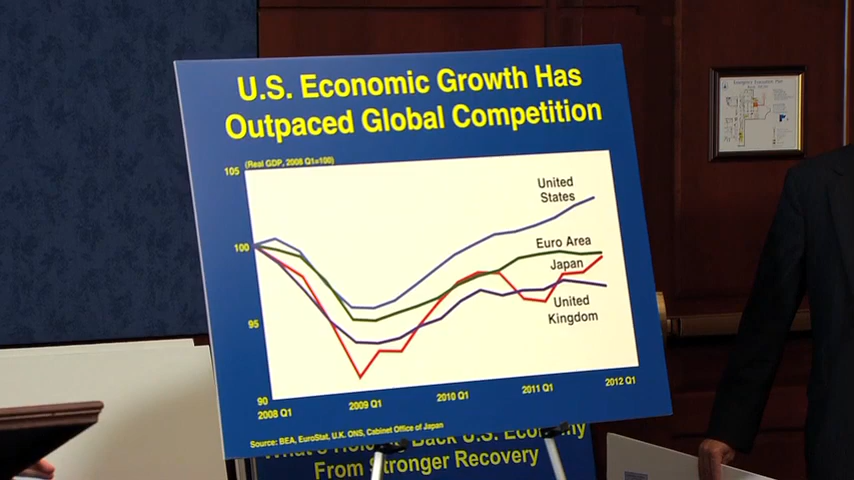 U.S. Economic Growth Has
Outpaced Global Competition
(Real GDP, 2008 Q1=100)
105
100
95
90
United
States
Euro Area
Japan
United
Kingdom
2008 Q1
2009 Q1
2010 Q1
2011 Q1
2012 Q1
Source: BEA, EuroStat, U.K. ONS, Cabinet Office of Japan
Back U.S. Economy
From Stronger Recovery